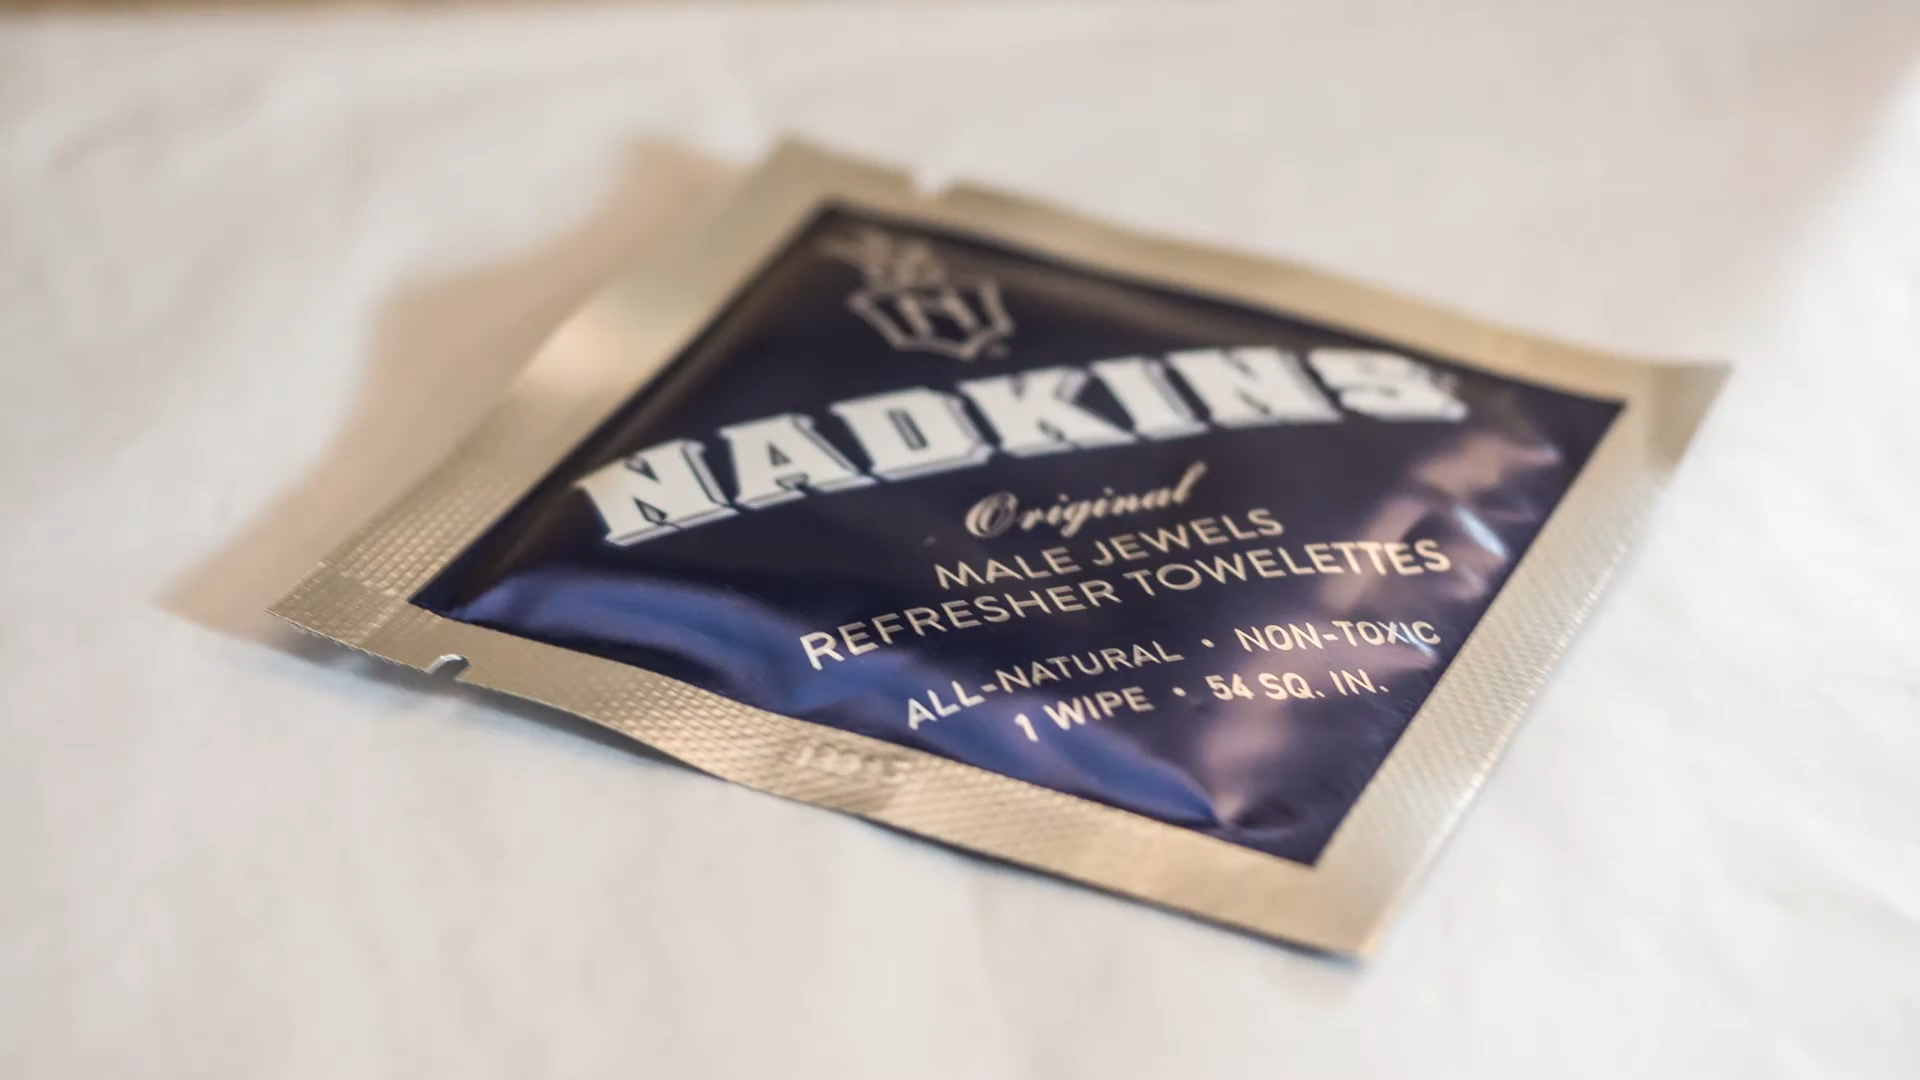 N
NADKINS
Original
MALE JEWELS
REFRESHER TOWELETTES
ALL-NATURAL • NON-TOXIC
1 WIPE • 54 SQ. IN.